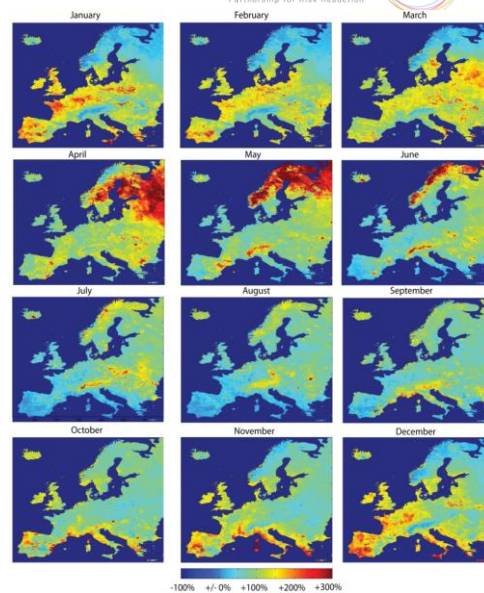 Partnership for Risk Reduction
January February March
April May June
July August September
October November December
-100% +/- 0% +100% +200% +300%